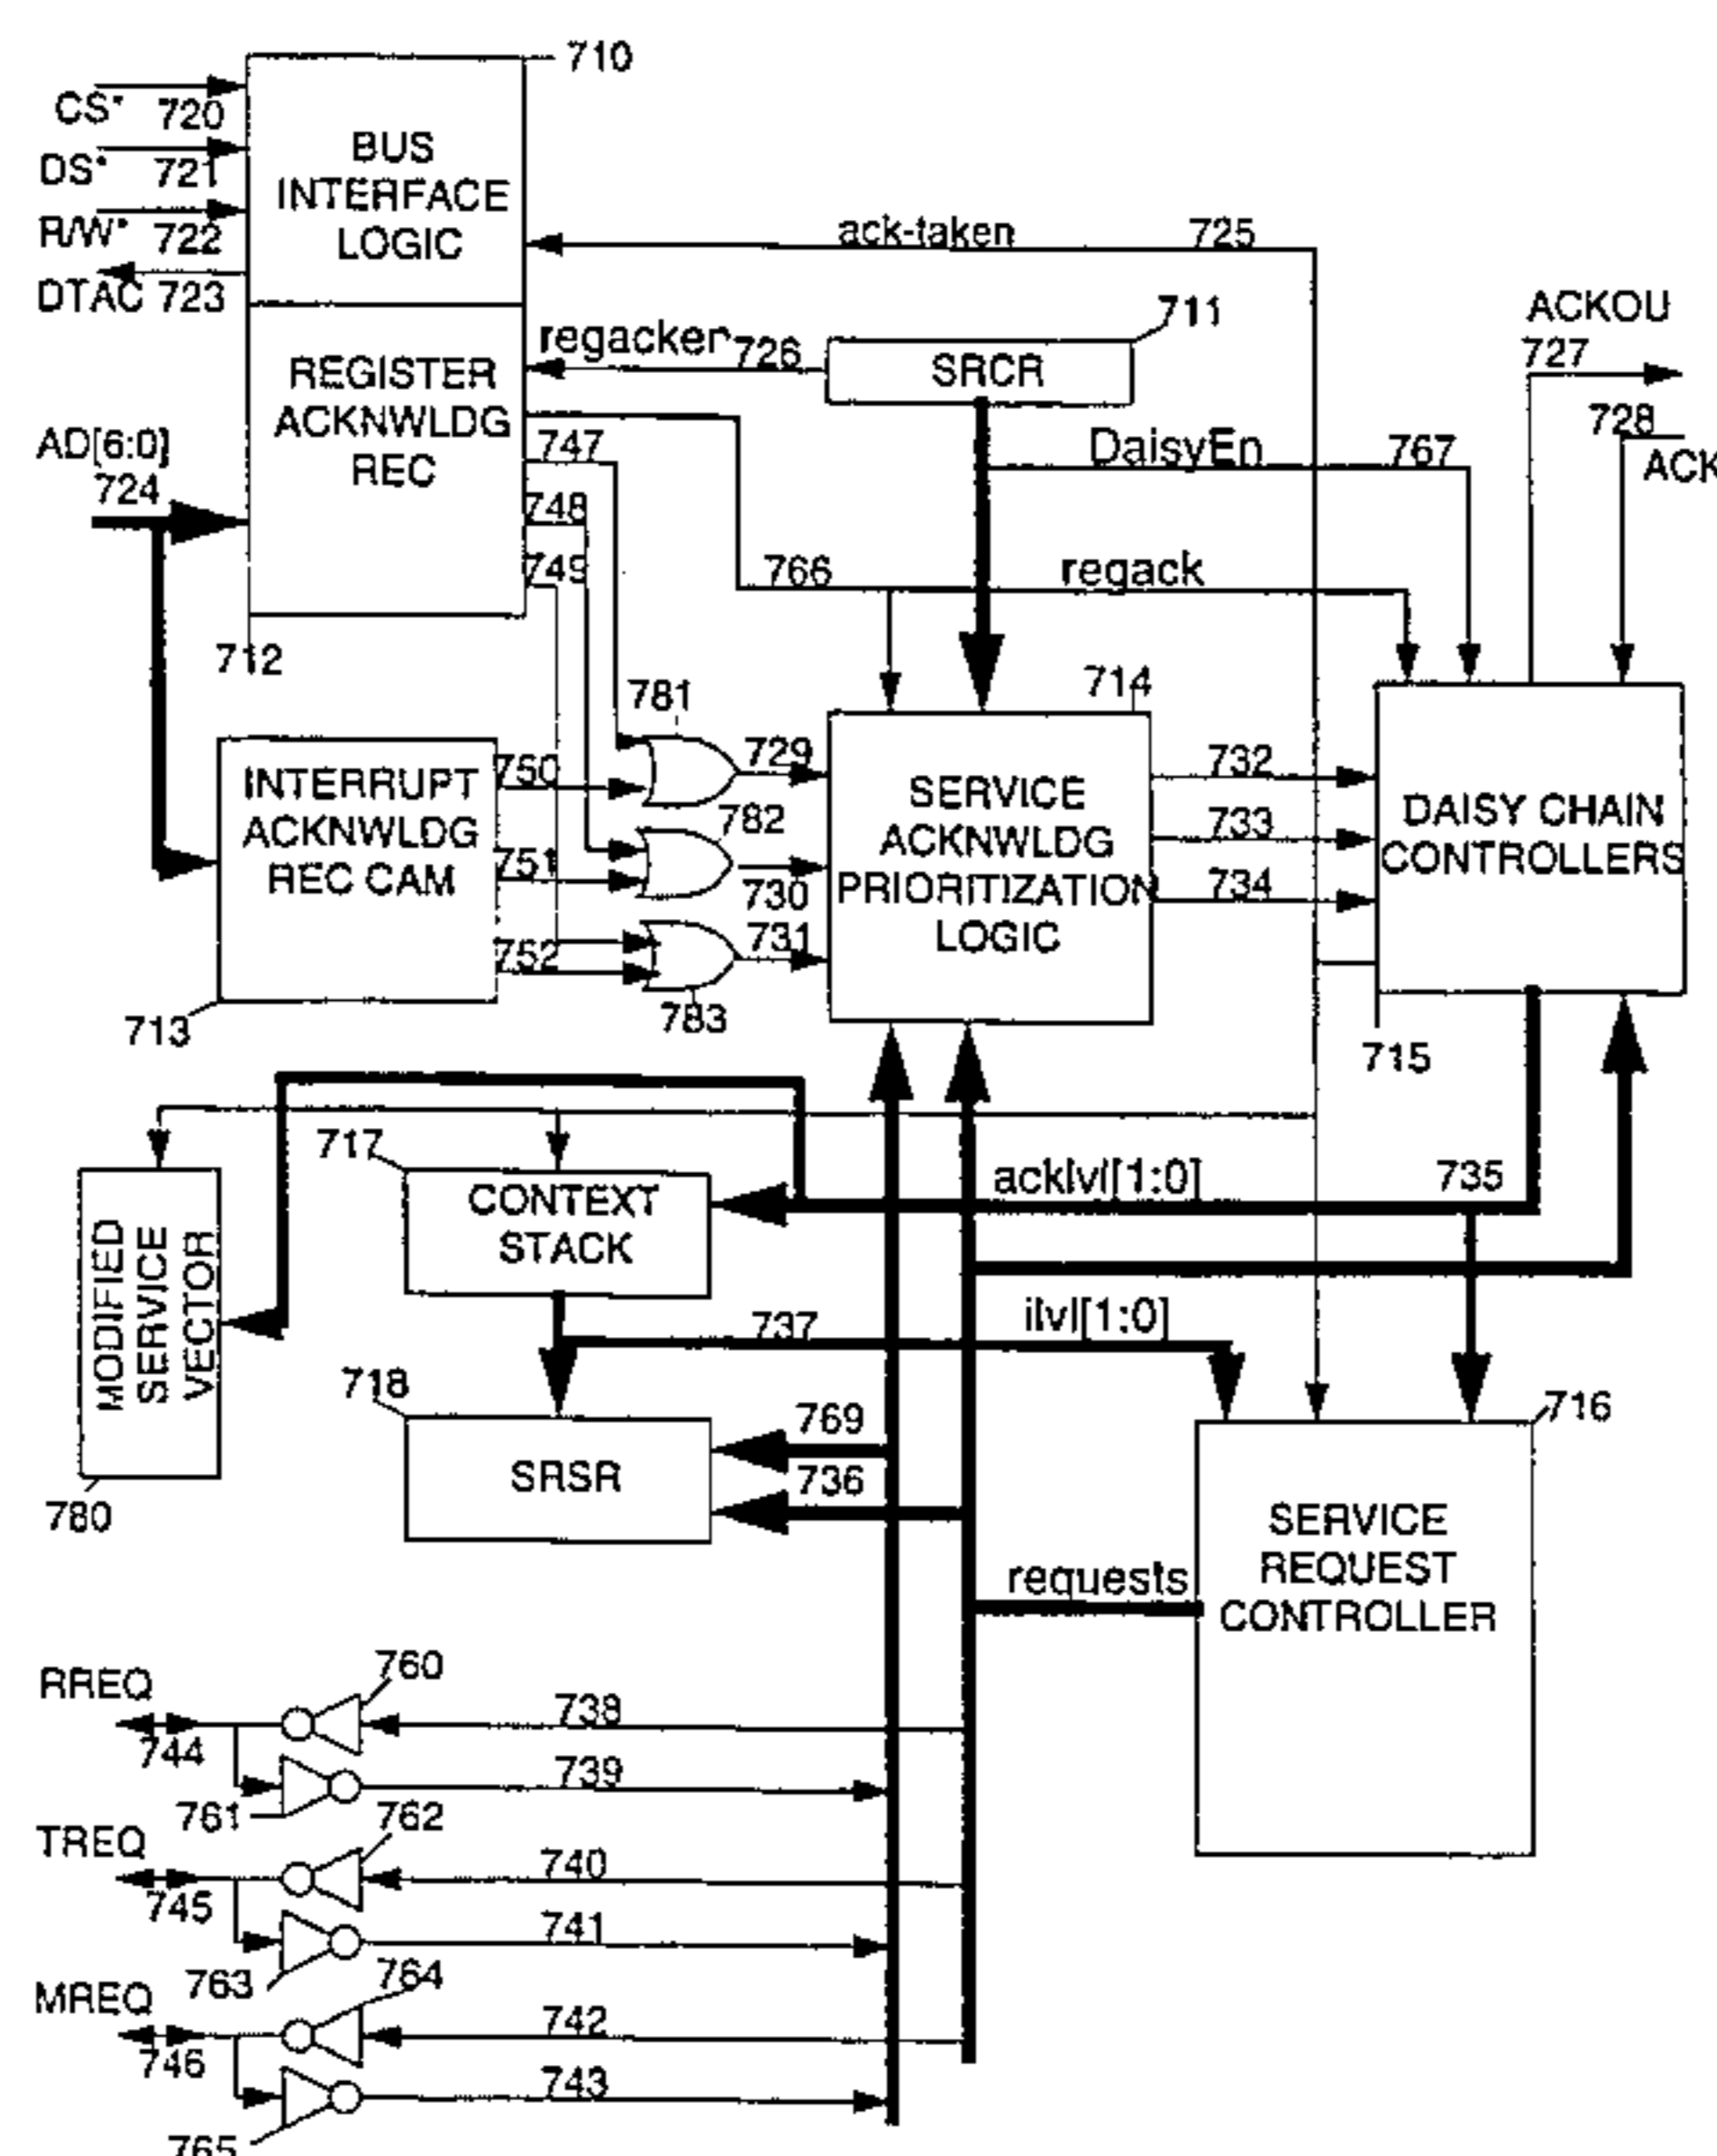 710
CS* 720
BUS
INTERFACE
LOGIC
DS* 721
R/W* 722
DTAC 723
ack-taken 725
regacken 726
711
SRCR
ACKOU
727
REGISTER
ACKNWLDG
REC
728
ACK
AD[6:0]
724
747
DaisyEn 767
748
749
766 regack
712
781
714
INTERRUPT
ACKNWLDG
REC CAM
750
729
782
SERVICE
ACKNWLDG
PRIORITIZATION
LOGIC
732
DAISY CHAIN
CONTROLLERS
751
730
733
734
752
731
783
713
715
717
CONTEXT
STACK
acklvl[1:0] 735
MODIFIED
SERVICE
VECTOR
737 ilvl[1:0]
718
716
SRSR
769
736
780
SERVICE
REQUEST
CONTROLLER
requests
RREQ
760
738
744
739
761
762
TREQ
740
745
741
763
764
MREQ
742
746
743
765